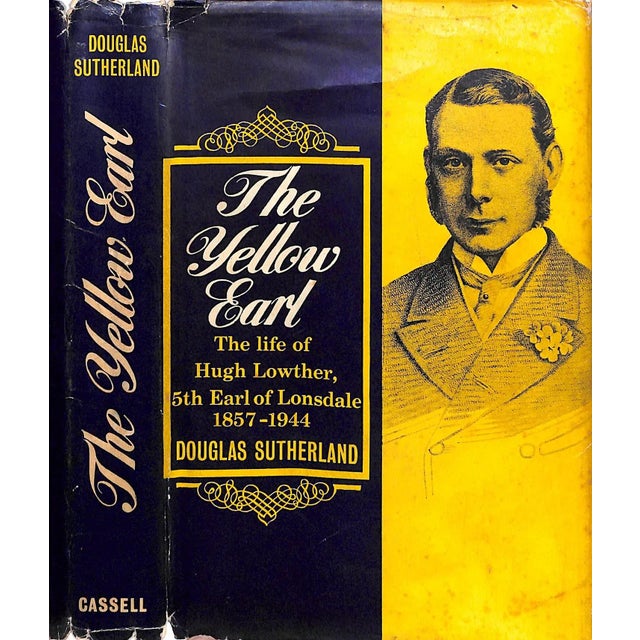 DOUGLAS
SUTHERLAND
The Yellow Earl
CASSELL
The
Yellow
Earl
The life of
Hugh Lowther,
5th Earl of Lonsdale
1857-1944
DOUGLAS SUTHERLAND